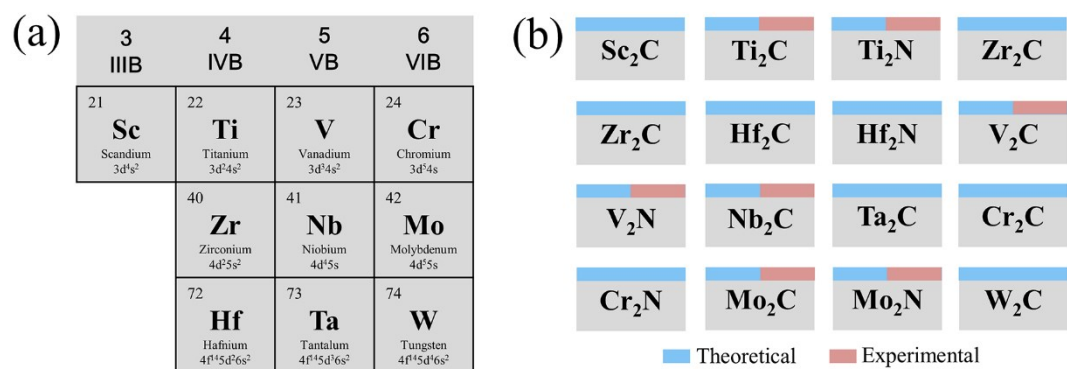 (a)
3 4 5 6
IIIB IVB VB VIB
21 22 23 24
Sc Ti V Cr
Scandium Titanium Vanadium Chromium
3d⁴s² 3d²4s² 3d³4s² 3d⁵4s
40 41 42
Zr Nb Mo
Zirconium Niobium Molybdenum
4d²5s² 4d⁴5s 4d⁵5s
72 73 74
Hf Ta W
Hafnium Tantalum Tungsten
4f¹⁴5d²6s² 4f¹⁴5d³6s² 4f¹⁴5d⁴6s²
(b)
Sc₂C Ti₂C Ti₂N Zr₂C
Zr₂C Hf₂C Hf₂N V₂C
V₂N Nb₂C Ta₂C Cr₂C
Cr₂N Mo₂C Mo₂N W₂C
Theoretical Experimental